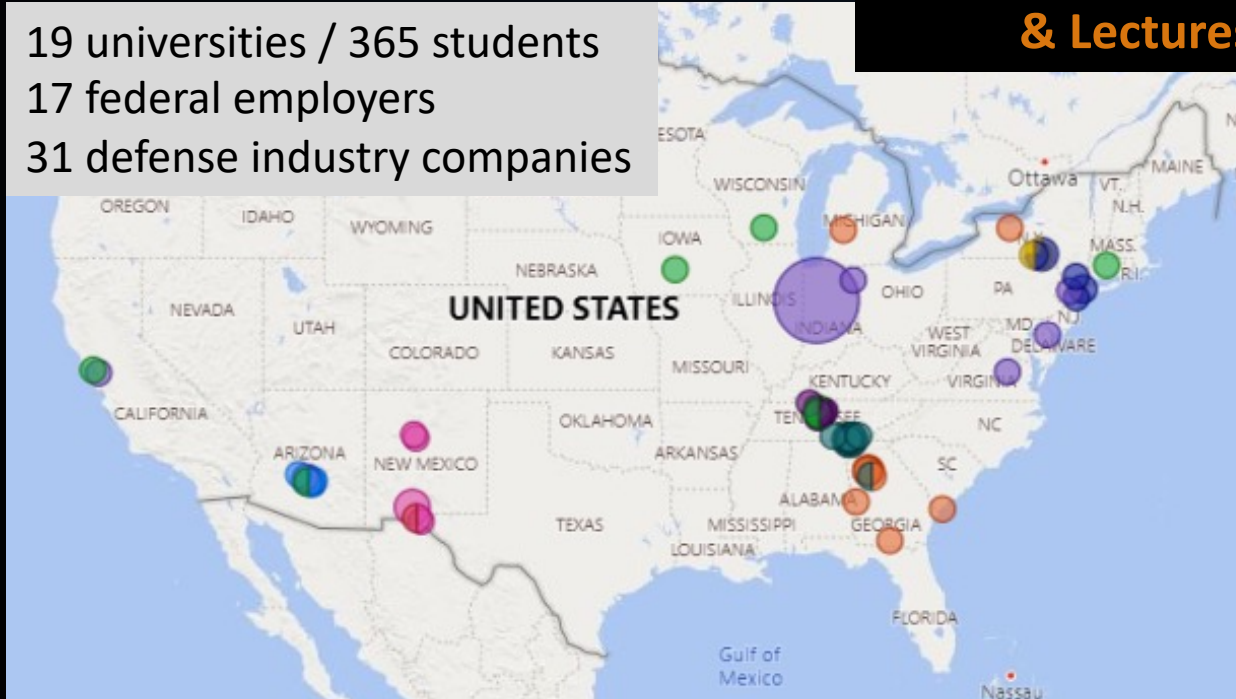 19 universities / 365 students
17 federal employers
31 defense industry companies
& Lectures
ESOTA
WISCONSIN
Ottawa
MAINE
VT.
N.H.
OREGON
IDAHO
WYOMING
MICHIGAN
IOWA
N.Y.
MASS.
R.I.
NEBRASKA
NEVADA
UTAH
UNITED STATES
ILLINOIS
INDIANA
OHIO
PA
N.J.
COLORADO
KANSAS
MISSOURI
WEST
VIRGINIA
MD
DELAWARE
KENTUCKY
VIRGINIA
CALIFORNIA
OKLAHOMA
TENNESSEE
NC
ARIZONA
NEW MEXICO
ARKANSAS
SC
ALABAMA
TEXAS
MISSISSIPPI
GEORGIA
LOUISIANA
FLORIDA
Gulf of
Mexico
Nassau